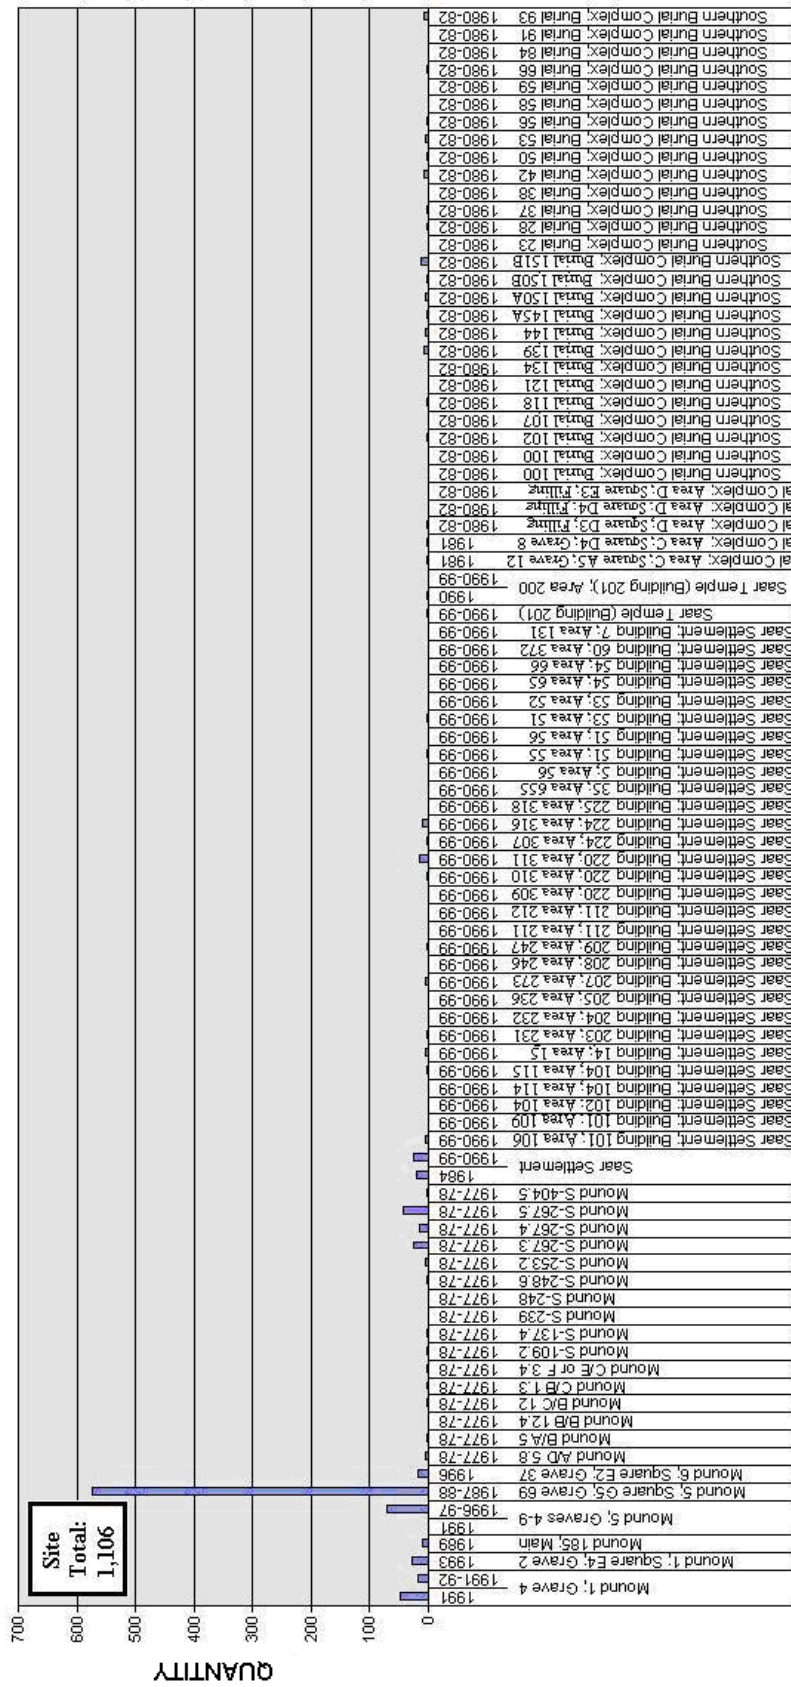 Site
Total:
1,106
700
600
500
400
300
200
100
0
QUANTITY
Southern Burial Complex; Burial 93 1980-82
Southern Burial Complex; Burial 91 1980-82
Southern Burial Complex; Burial 84 1980-82
Southern Burial Complex; Burial 66 1980-82
Southern Burial Complex; Burial 59 1980-82
Southern Burial Complex; Burial 58 1980-82
Southern Burial Complex; Burial 56 1980-82
Southern Burial Complex; Burial 53 1980-82
Southern Burial Complex; Burial 50 1980-82
Southern Burial Complex; Burial 42 1980-82
Southern Burial Complex; Burial 38 1980-82
Southern Burial Complex; Burial 37 1980-82
Southern Burial Complex; Burial 28 1980-82
Southern Burial Complex; Burial 23 1980-82
Southern Burial Complex; Burial 151B 1980-82
Southern Burial Complex; Burial 150B 1980-82
Southern Burial Complex; Burial 150A 1980-82
Southern Burial Complex; Burial 145A 1980-82
Southern Burial Complex; Burial 144 1980-82
Southern Burial Complex; Burial 139 1980-82
Southern Burial Complex; Burial 134 1980-82
Southern Burial Complex; Burial 121 1980-82
Southern Burial Complex; Burial 118 1980-82
Southern Burial Complex; Burial 107 1980-82
Southern Burial Complex; Burial 102 1980-82
Southern Burial Complex; Burial 100 1980-82
Southern Burial Complex; Burial 100 1980-82
al Complex; Area D; Square E3; Filling 1980-82
al Complex; Area D; Square D4; Filling 1980-82
al Complex; Area D; Square D3; Filling 1980-82
al Complex; Area C; Square D4; Grave 8 1981
al Complex; Area C; Square A5; Grave 12 1981
Saar Temple (Building 201); Area 200 1990-99
1990
Saar Temple (Building 201) 1990-99
Saar Settlement; Building 7; Area 131 1990-99
Saar Settlement; Building 60; Area 372 1990-99
Saar Settlement; Building 54; Area 66 1990-99
Saar Settlement; Building 54; Area 65 1990-99
Saar Settlement; Building 53; Area 52 1990-99
Saar Settlement; Building 53; Area 51 1990-99
Saar Settlement; Building 51; Area 56 1990-99
Saar Settlement; Building 51; Area 55 1990-99
Saar Settlement; Building 5; Area 56 1990-99
Saar Settlement; Building 35; Area 655 1990-99
Saar Settlement; Building 225; Area 318 1990-99
Saar Settlement; Building 224; Area 316 1990-99
Saar Settlement; Building 224; Area 307 1990-99
Saar Settlement; Building 220; Area 311 1990-99
Saar Settlement; Building 220; Area 310 1990-99
Saar Settlement; Building 220; Area 309 1990-99
Saar Settlement; Building 211; Area 212 1990-99
Saar Settlement; Building 211; Area 211 1990-99
Saar Settlement; Building 209; Area 247 1990-99
Saar Settlement; Building 208; Area 246 1990-99
Saar Settlement; Building 207; Area 273 1990-99
Saar Settlement; Building 205; Area 236 1990-99
Saar Settlement; Building 204; Area 232 1990-99
Saar Settlement; Building 203; Area 231 1990-99
Saar Settlement; Building 14; Area 15 1990-99
Saar Settlement; Building 104; Area 115 1990-99
Saar Settlement; Building 104; Area 114 1990-99
Saar Settlement; Building 102; Area 104 1990-99
Saar Settlement; Building 101; Area 109 1990-99
Saar Settlement; Building 101; Area 106 1990-99
Saar Settlement 1990-99
1984
Mound S-404.5 1977-78
Mound S-267.5 1977-78
Mound S-267.4 1977-78
Mound S-267.3 1977-78
Mound S-253.2 1977-78
Mound S-248.6 1977-78
Mound S-248 1977-78
Mound S-239 1977-78
Mound S-137.4 1977-78
Mound S-109.2 1977-78
Mound C/E or F 3.4 1977-78
Mound C/B 1.3 1977-78
Mound B/C 12 1977-78
Mound B/B 12.4 1977-78
Mound B/A 5 1977-78
Mound A/D 5.8 1977-78
Mound 6; Square E2; Grave 37 1996
Mound 5; Square G5; Grave 69 1987-88
Mound 5; Graves 4-9 1996-97
1991
Mound 185; Main 1989
Mound 1; Square E4; Grave 2 1993
Mound 1; Grave 4 1991-92
1991